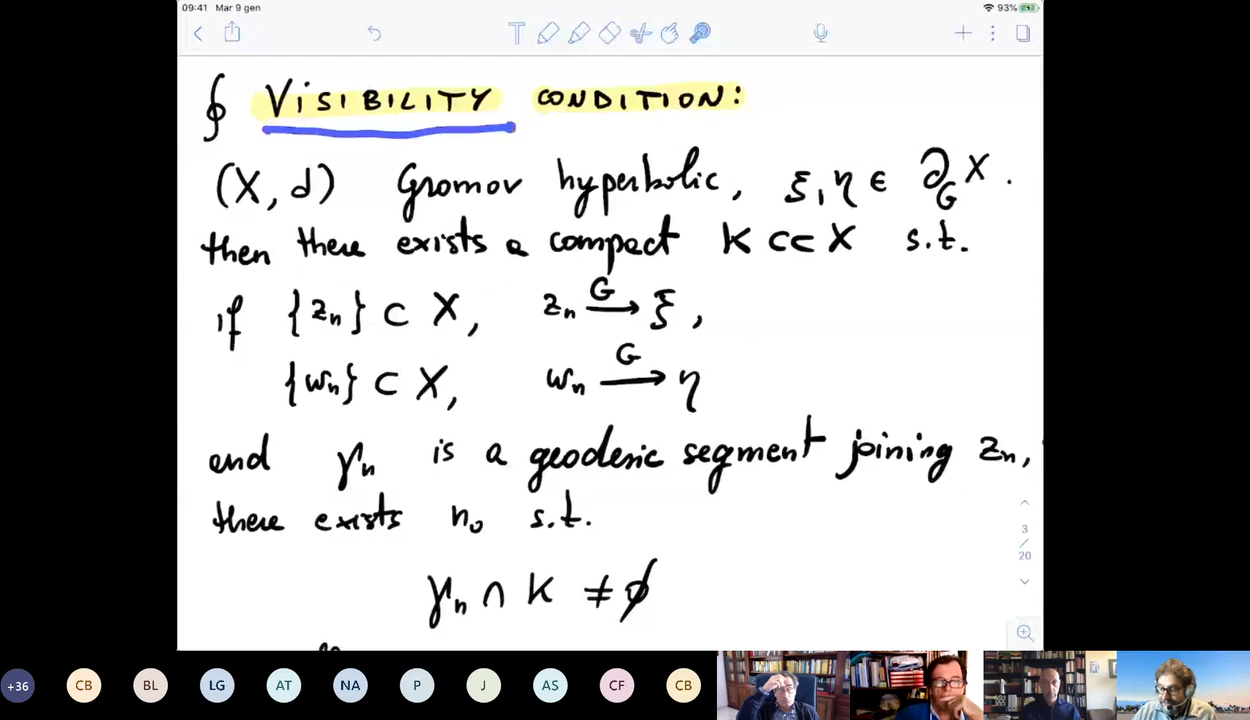 09:41 Mar 9 gen 93%
§ VISIBILITY CONDITION:
(X, d) Gromov hyperbolic, ξ, η ∈ ∂_G X.
then there exists a compact K ⊂⊂ X s.t.
if {z_n} ⊂ X, z_n →^G ξ,
{w_n} ⊂ X, w_n →^G η
and γ_n is a geodesic segment joining z_n,
there exists n_0 s.t.
γ_n ∩ K ≠ ∅
3
/
20
+36 CB BL LG AT NA P J AS CF CB